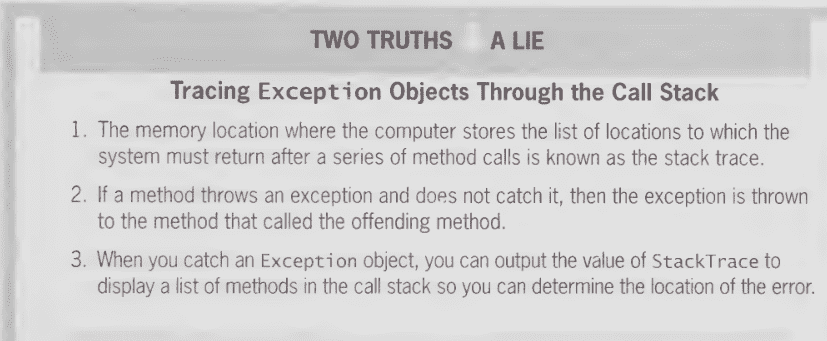 TWO TRUTHS A LIE
Tracing Exception Objects Through the Call Stack
1. The memory location where the computer stores the list of locations to which the
system must return after a series of method calls is known as the stack trace.
2. If a method throws an exception and does not catch it, then the exception is thrown
to the method that called the offending method.
3. When you catch an Exception object, you can output the value of StackTrace to
display a list of methods in the call stack so you can determine the location of the error.